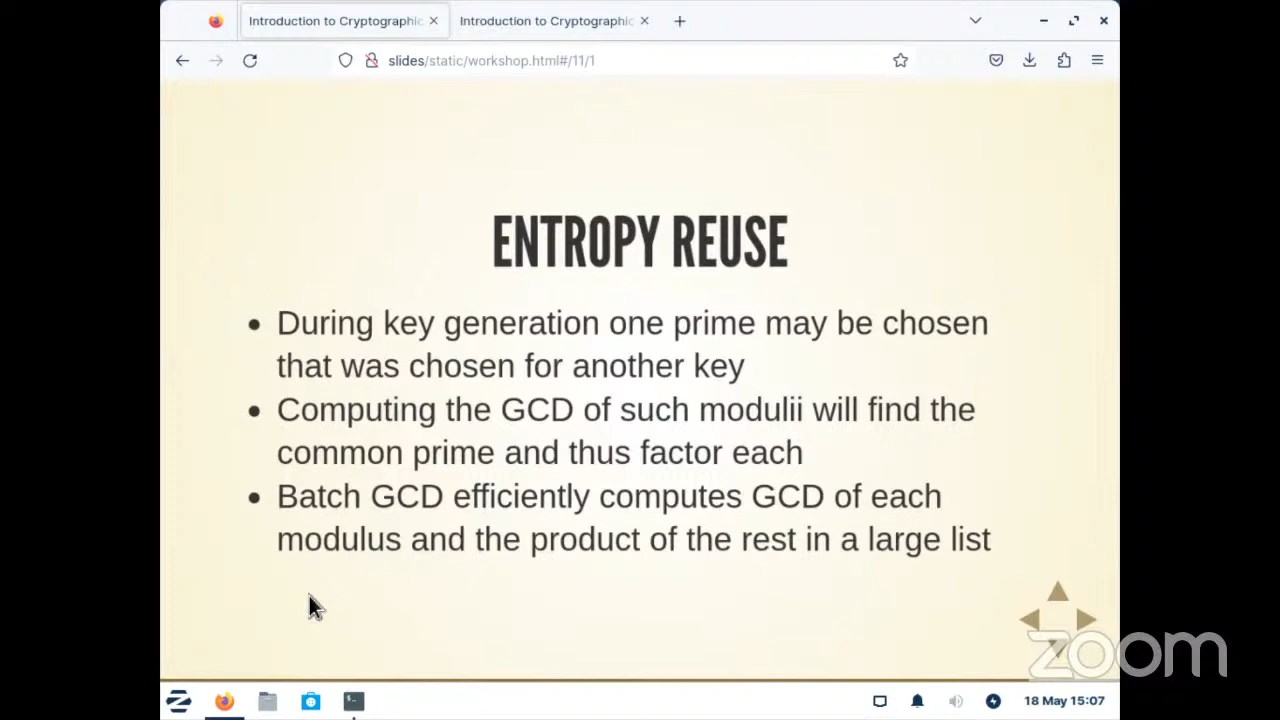 Introduction to Cryptographic
Introduction to Cryptographic
slides/static/workshop.html#/11/1
ENTROPY REUSE
During key generation one prime may be chosen
that was chosen for another key
Computing the GCD of such modulii will find the
common prime and thus factor each
Batch GCD efficiently computes GCD of each
modulus and the product of the rest in a large list
zoom
18 May 15:07